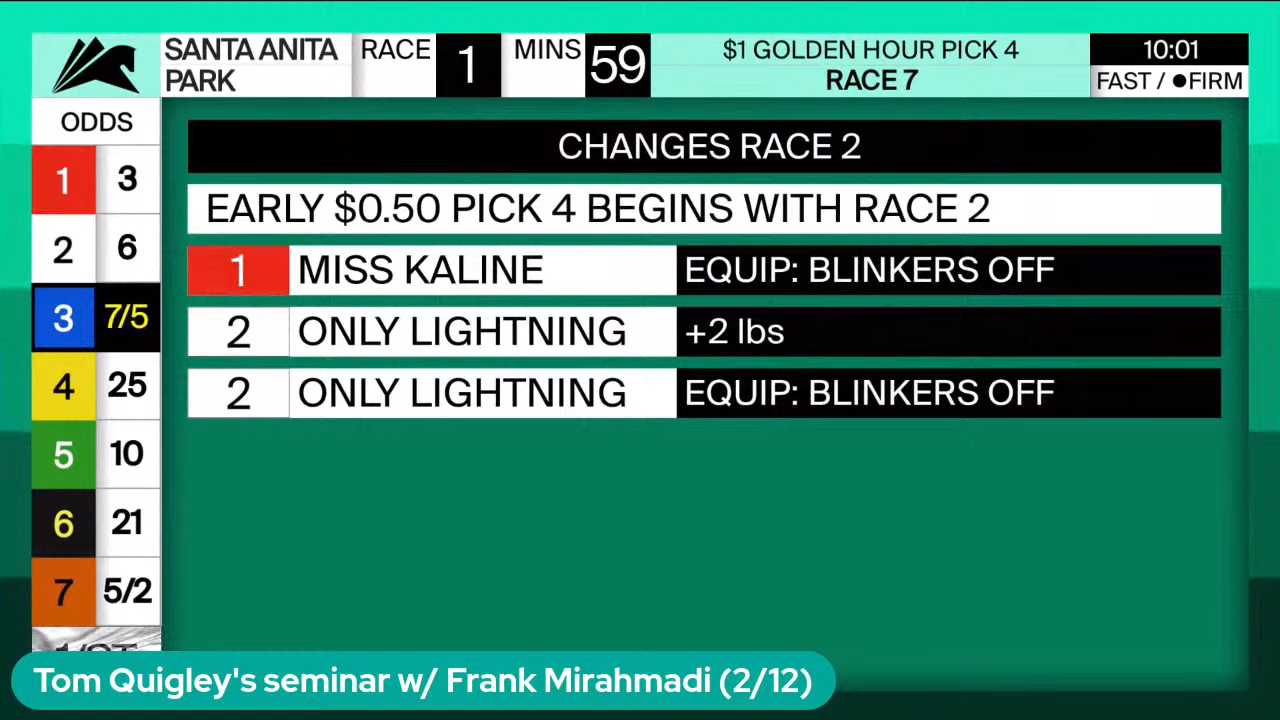 SANTA ANITA
PARK
RACE
1
MINS
59
$1 GOLDEN HOUR PICK 4
RACE 7
10:01
FAST / ●FIRM
ODDS
1 3
2 6
3 7/5
4 25
5 10
6 21
7 5/2
CHANGES RACE 2
EARLY $0.50 PICK 4 BEGINS WITH RACE 2
1 MISS KALINE EQUIP: BLINKERS OFF
2 ONLY LIGHTNING +2 lbs
2 ONLY LIGHTNING EQUIP: BLINKERS OFF
Tom Quigley's seminar w/ Frank Mirahmadi (2/12)